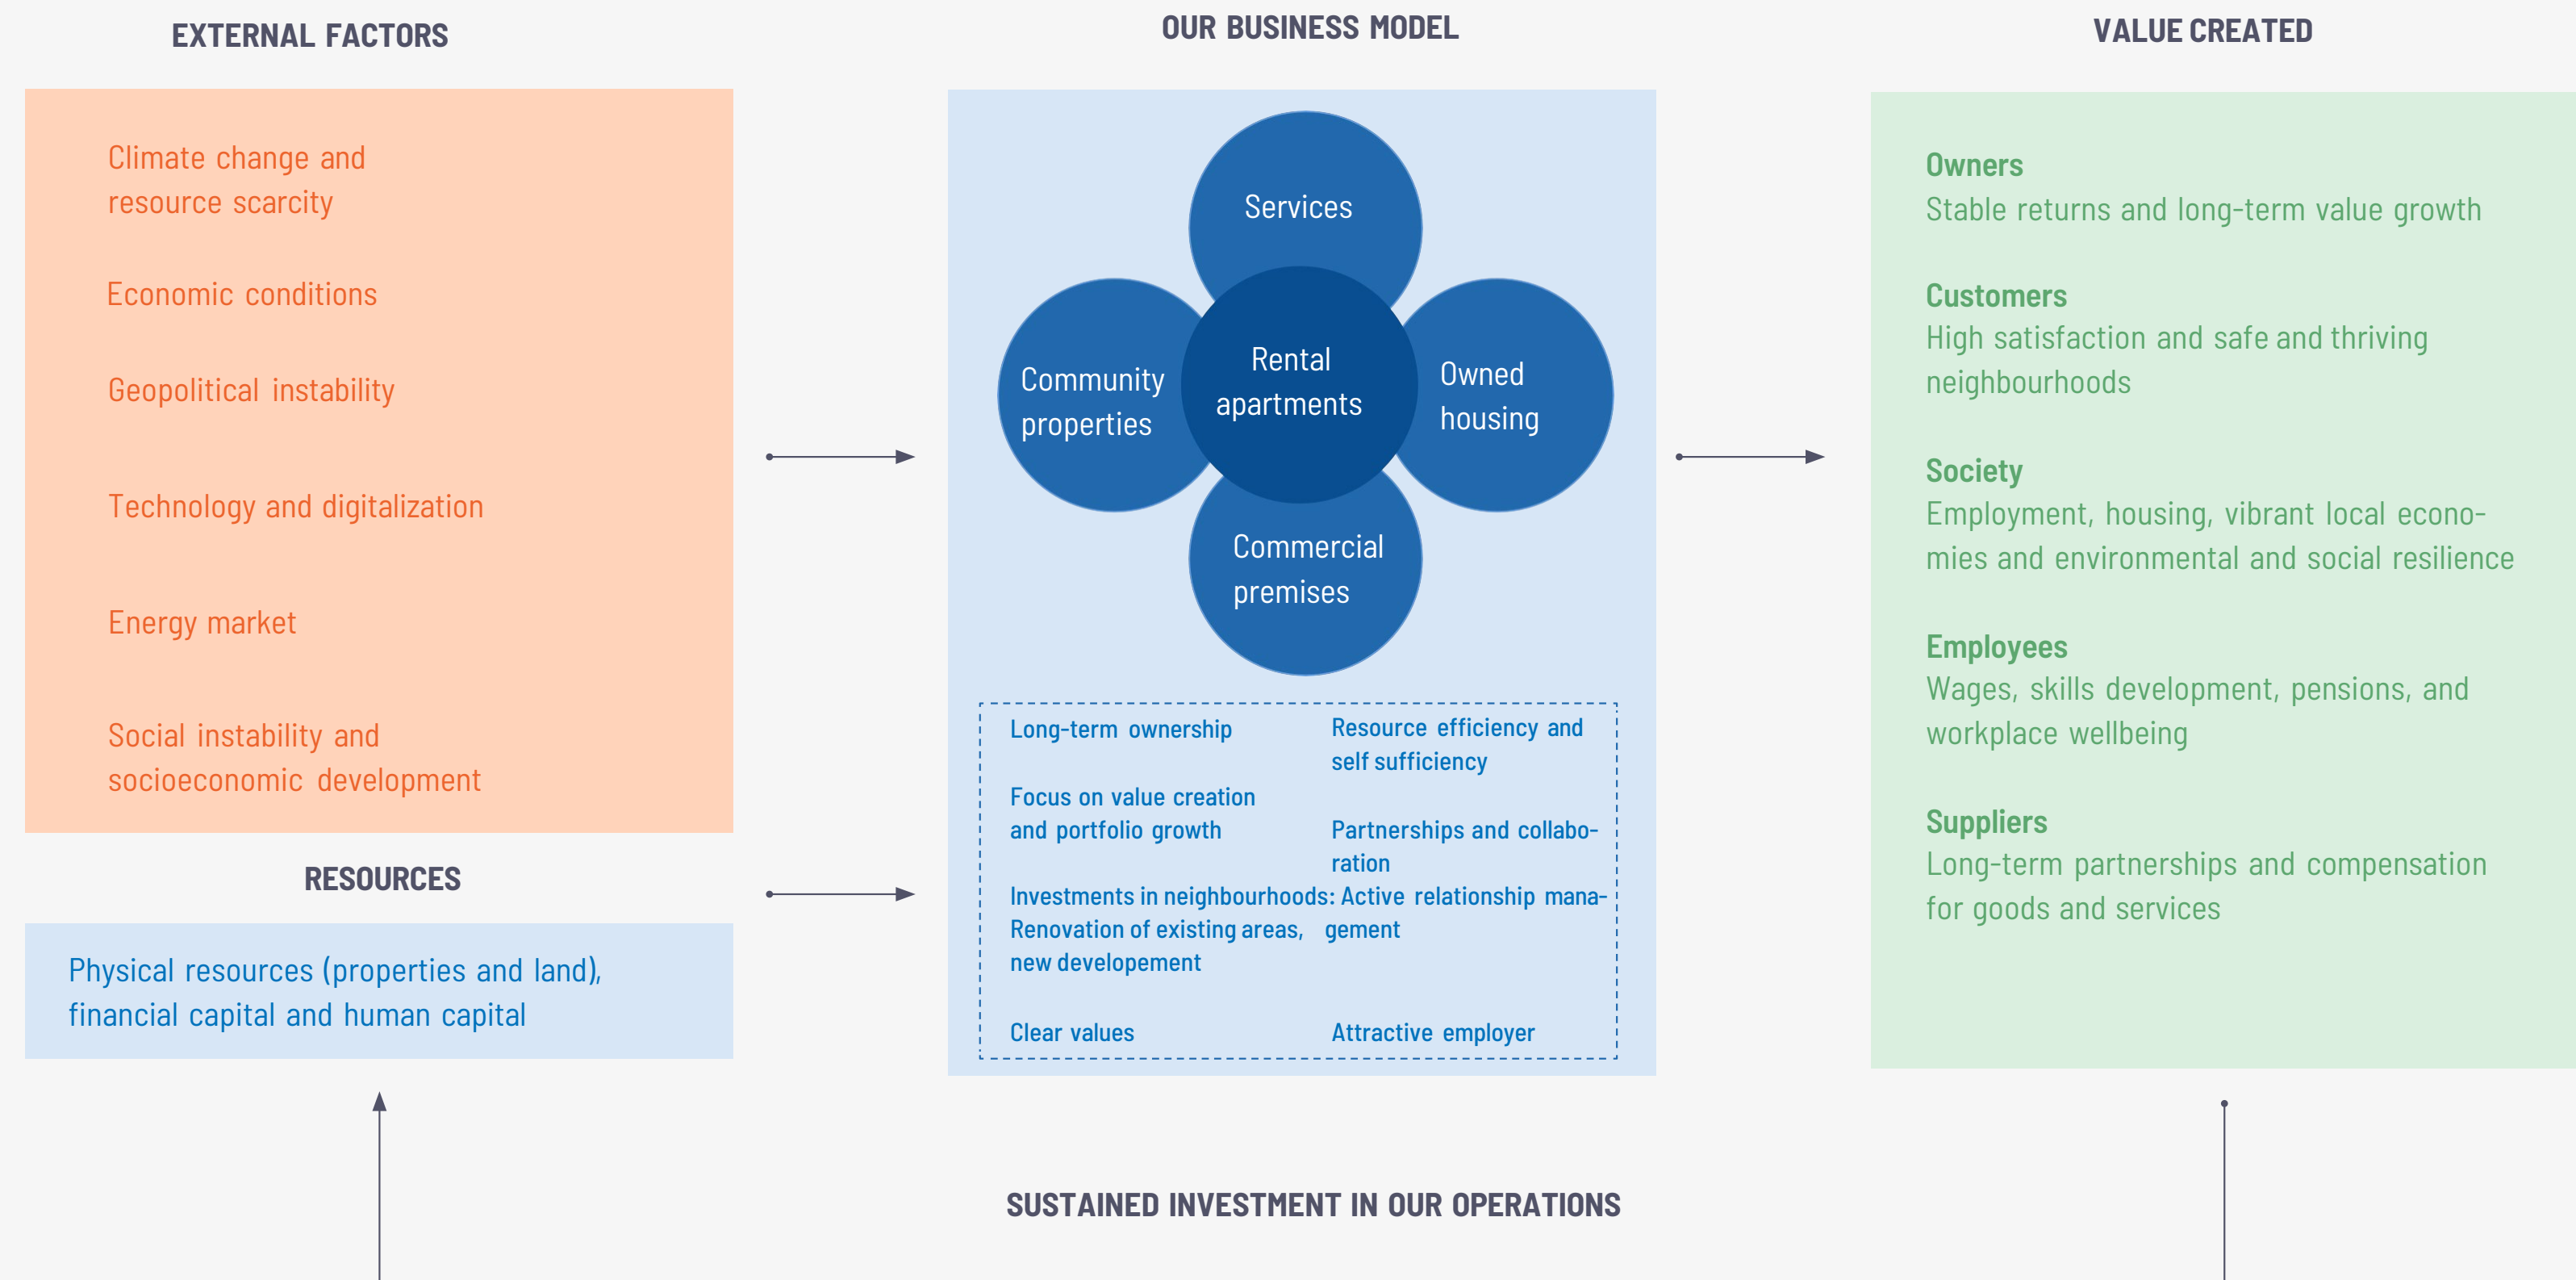 EXTERNAL FACTORS
Climate change and
resource scarcity
Economic conditions
Geopolitical instability
Technology and digitalization
Energy market
Social instability and
socioeconomic development
RESOURCES
Physical resources (properties and land),
financial capital and human capital
OUR BUSINESS MODEL
Services
Community
properties
Rental
apartments
Owned
housing
Commercial
premises
Long-term ownership
Focus on value creation
and portfolio growth
Investments in neighbourhoods:
Renovation of existing areas,
new developement
Clear values
Resource efficiency and
self sufficiency
Partnerships and collabo-
ration
Active relationship mana-
gement
Attractive employer
VALUE CREATED
Owners
Stable returns and long-term value growth
Customers
High satisfaction and safe and thriving
neighbourhoods
Society
Employment, housing, vibrant local econo-
mies and environmental and social resilience
Employees
Wages, skills development, pensions, and
workplace wellbeing
Suppliers
Long-term partnerships and compensation
for goods and services
SUSTAINED INVESTMENT IN OUR OPERATIONS